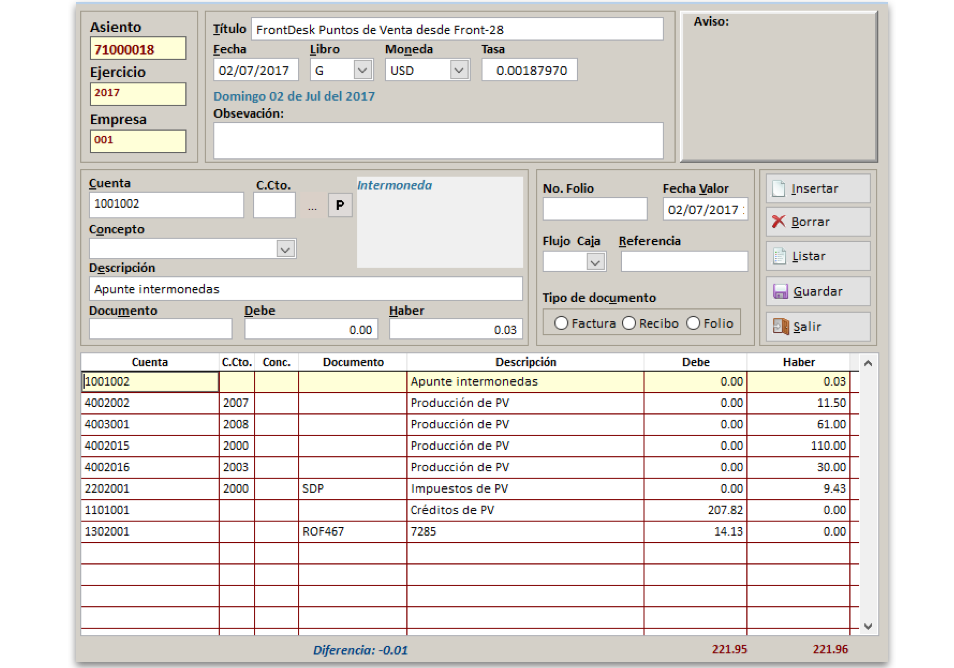 Asiento
71000018
Ejercicio
2017
Empresa
001
Título FrontDesk Puntos de Venta desde Front-28
Fecha Libro Moneda Tasa
02/07/2017 G USD 0.00187970
Domingo 02 de Jul del 2017
Obsevación:
Aviso:
Cuenta C.Cto.
1001002 ... P
Intermoneda
Concepto
Descripción
Apunte intermonedas
Documento Debe Haber
0.00 0.03
No. Folio Fecha Valor
02/07/2017 :
Flujo Caja Referencia
Tipo de documento
Factura Recibo Folio
Insertar
Borrar
Listar
Guardar
Salir
Cuenta C.Cto. Conc. Documento Descripción Debe Haber
1001002 Apunte intermonedas 0.00 0.03
4002002 2007 Producción de PV 0.00 11.50
4003001 2008 Producción de PV 0.00 61.00
4002015 2000 Producción de PV 0.00 110.00
4002016 2003 Producción de PV 0.00 30.00
2202001 2000 SDP Impuestos de PV 0.00 9.43
1101001 Créditos de PV 207.82 0.00
1302001 ROF467 7285 14.13 0.00
Diferencia: -0.01 221.95 221.96